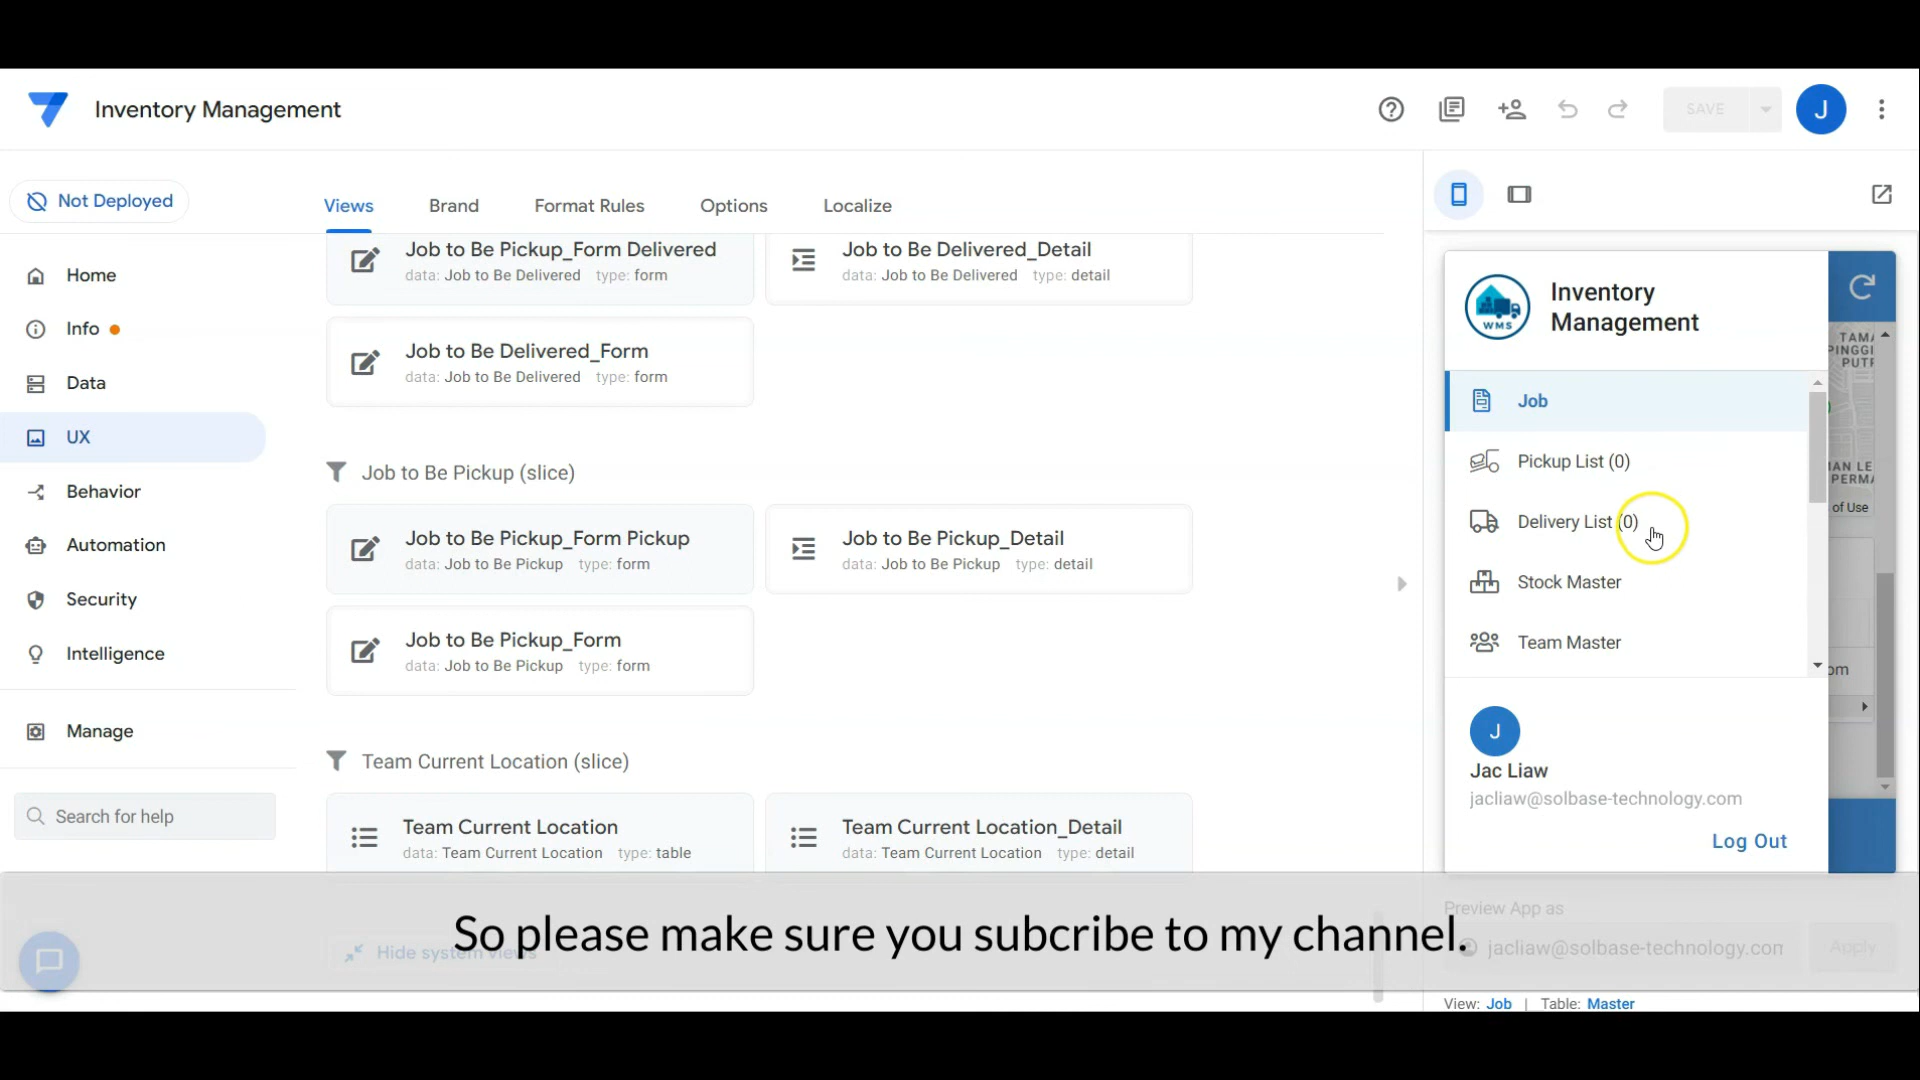 Inventory Management
SAVE
J
Not Deployed
Views
Brand
Format Rules
Options
Localize
Home
Info
Data
UX
Behavior
Automation
Security
Intelligence
Manage
Search for help
Job to Be Pickup_Form Delivered
data: Job to Be Delivered type: form
Job to Be Delivered_Detail
data: Job to Be Delivered type: detail
Job to Be Delivered_Form
data: Job to Be Delivered type: form
Job to Be Pickup (slice)
Job to Be Pickup_Form Pickup
data: Job to Be Pickup type: form
Job to Be Pickup_Detail
data: Job to Be Pickup type: detail
Job to Be Pickup_Form
data: Job to Be Pickup type: form
Team Current Location (slice)
Team Current Location
data: Team Current Location type: table
Team Current Location_Detail
data: Team Current Location type: detail
Hide system views
WMS
Inventory
Management
Job
Pickup List (0)
Delivery List (0)
Stock Master
Team Master
of Use
J
Jac Liaw
jacliaw@solbase-technology.com
Log Out
Preview App as
jacliaw@solbase-technology.com
Apply
View: Job | Table: Master
So please make sure you subcribe to my channel.